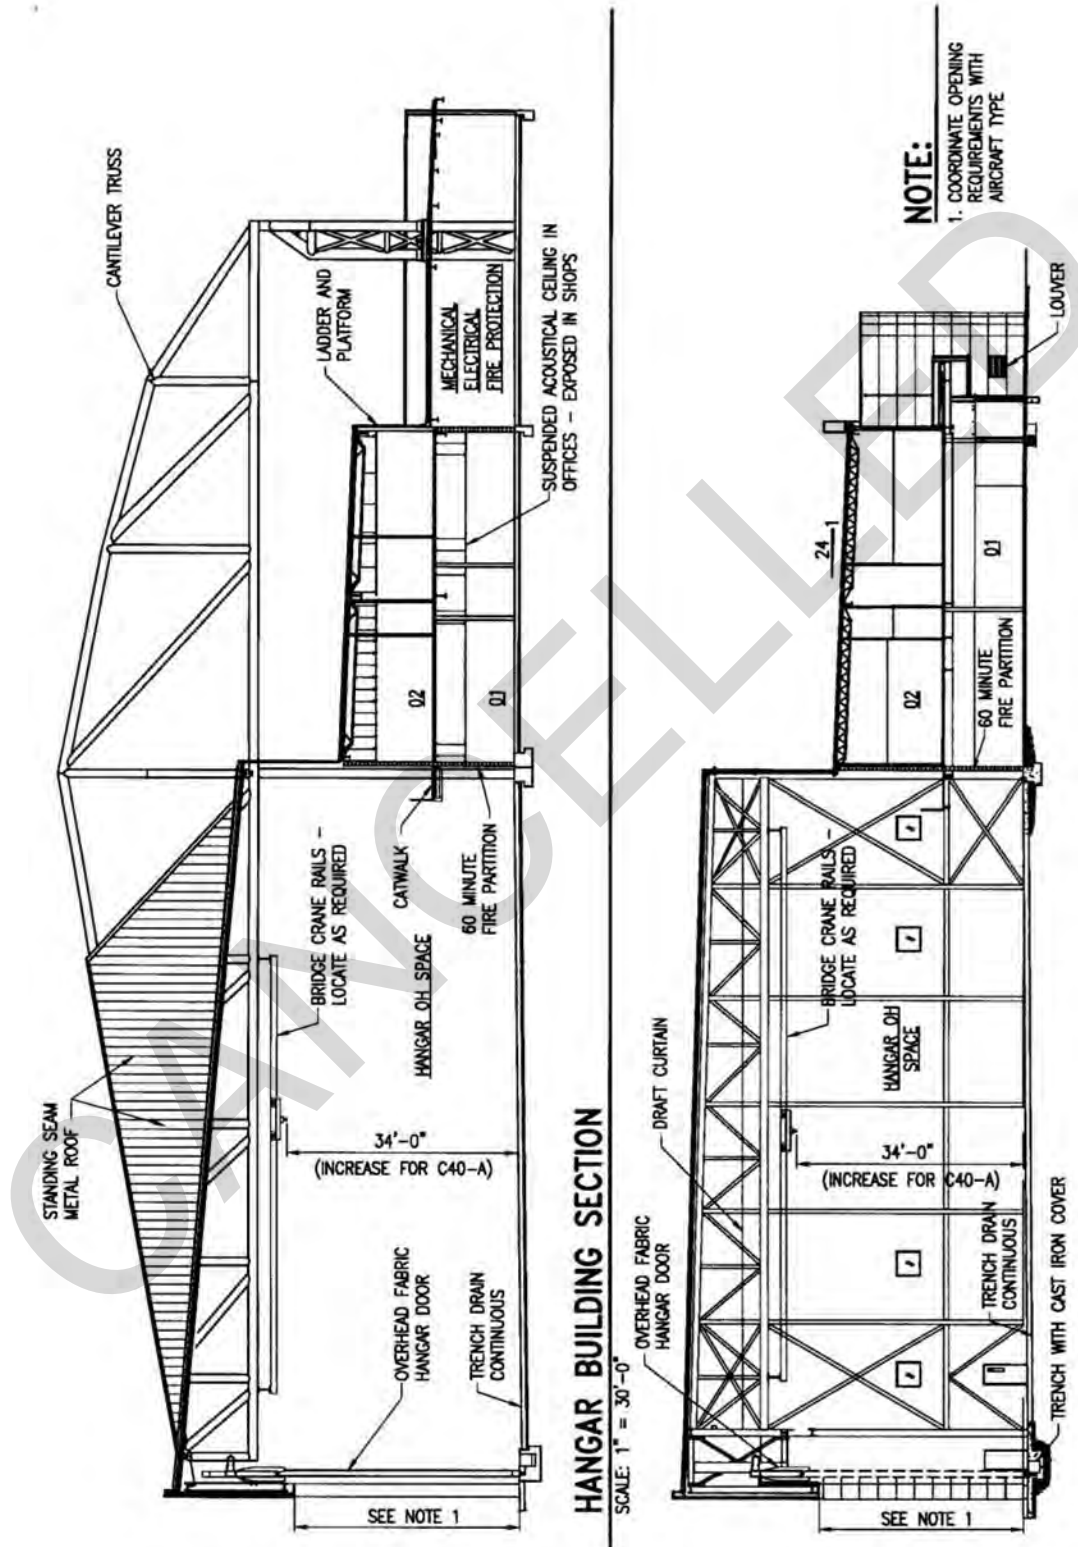 STANDING SEAM
METAL ROOF
CANTILEVER TRUSS
BRIDGE CRANE RAILS -
LOCATE AS REQUIRED
LADDER AND
PLATFORM
MECHANICAL
ELECTRICAL
FIRE PROTECTION
CATWALK
HANGAR OH SPACE
02
01
34'-0"
(INCREASE FOR C40-A)
OVERHEAD FABRIC
HANGAR DOOR
60 MINUTE
FIRE PARTITION
SUSPENDED ACOUSTICAL CEILING IN
OFFICES - EXPOSED IN SHOPS
TRENCH DRAIN
CONTINUOUS
SEE NOTE 1
HANGAR BUILDING SECTION
SCALE: 1" = 30'-0"
OVERHEAD FABRIC
HANGAR DOOR
DRAFT CURTAIN
BRIDGE CRANE RAILS -
LOCATE AS REQUIRED
24
1
34'-0"
(INCREASE FOR C40-A)
HANGAR OH
SPACE
02
01
60 MINUTE
FIRE PARTITION
TRENCH DRAIN
CONTINUOUS
SEE NOTE 1
TRENCH WITH CAST IRON COVER
LOUVER
NOTE:
1. COORDINATE OPENING
REQUIREMENTS WITH
AIRCRAFT TYPE
CANCELLED